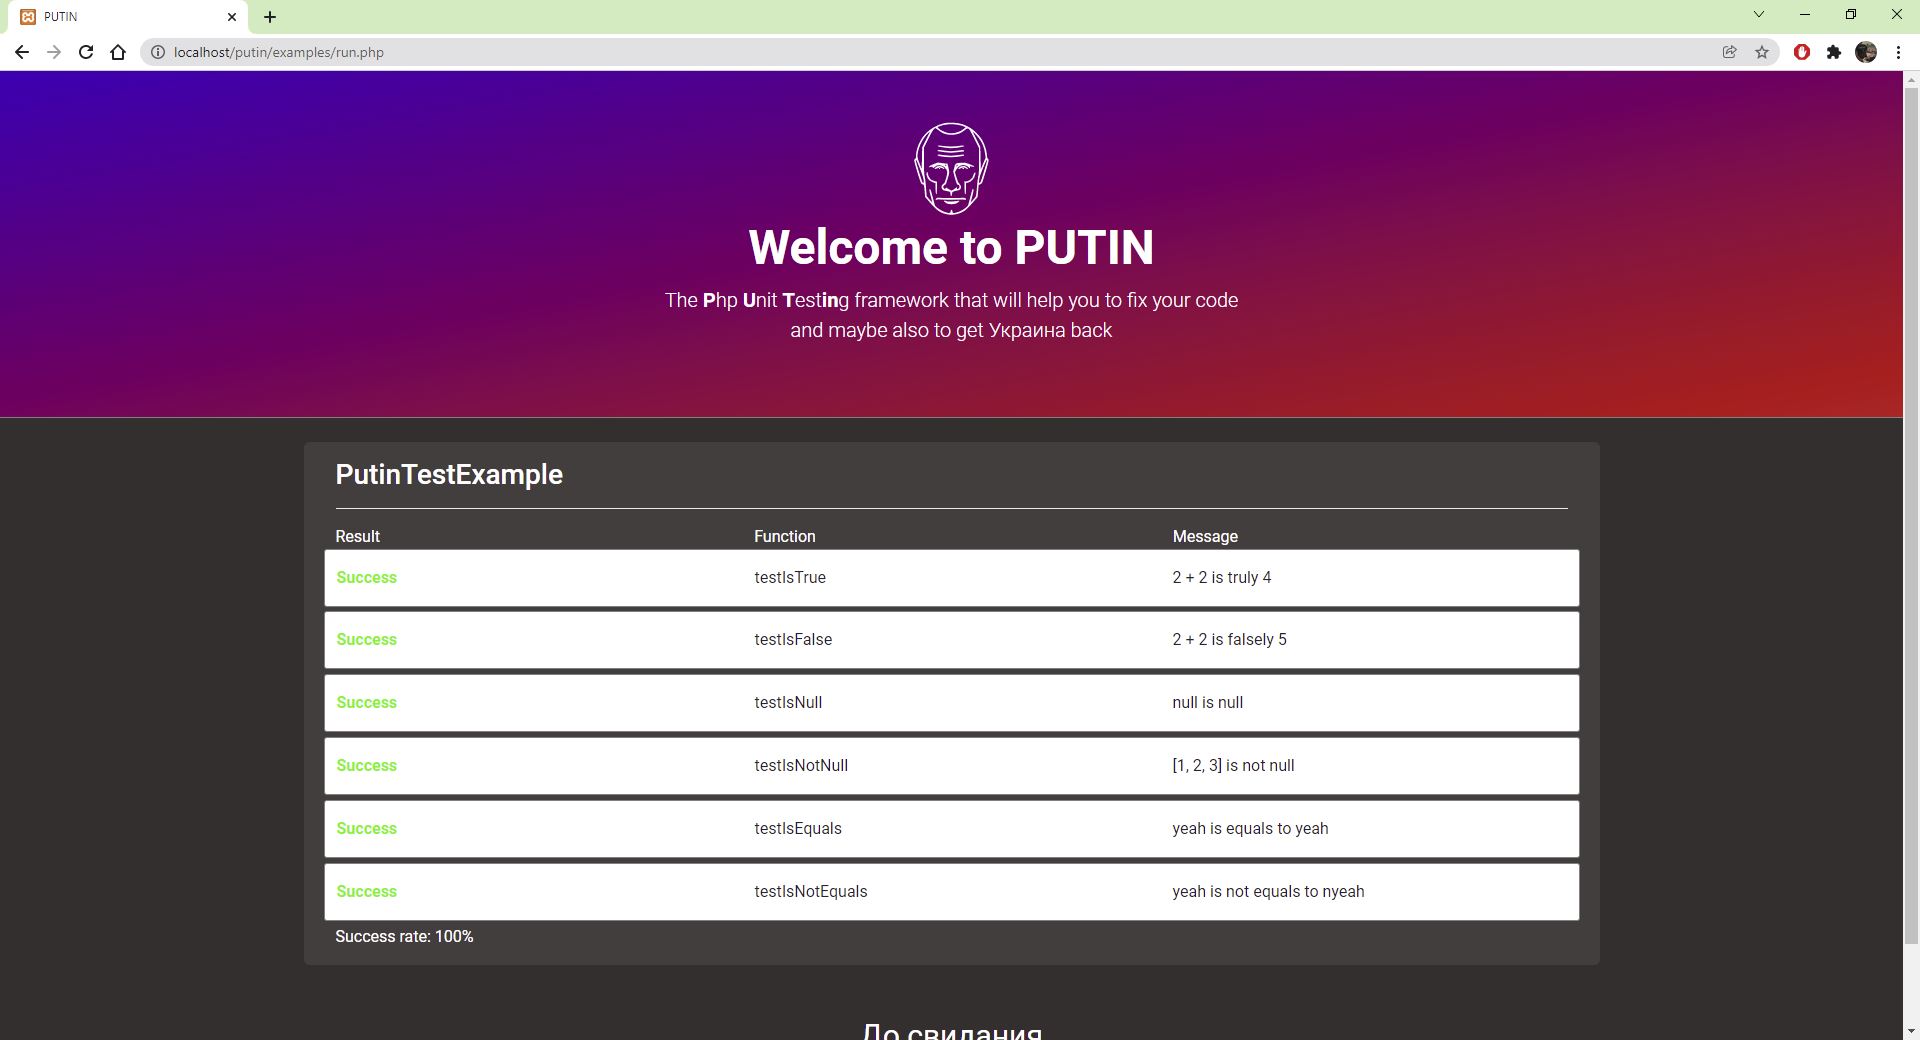 PUTIN
localhost/putin/examples/run.php
Welcome to PUTIN
The Php Unit Testing framework that will help you to fix your code
and maybe also to get Украина back
PutinTestExample
Result Function Message
Success testIsTrue 2 + 2 is truly 4
Success testIsFalse 2 + 2 is falsely 5
Success testIsNull null is null
Success testIsNotNull [1, 2, 3] is not null
Success testIsEquals yeah is equals to yeah
Success testIsNotEquals yeah is not equals to nyeah
Success rate: 100%
До свидания